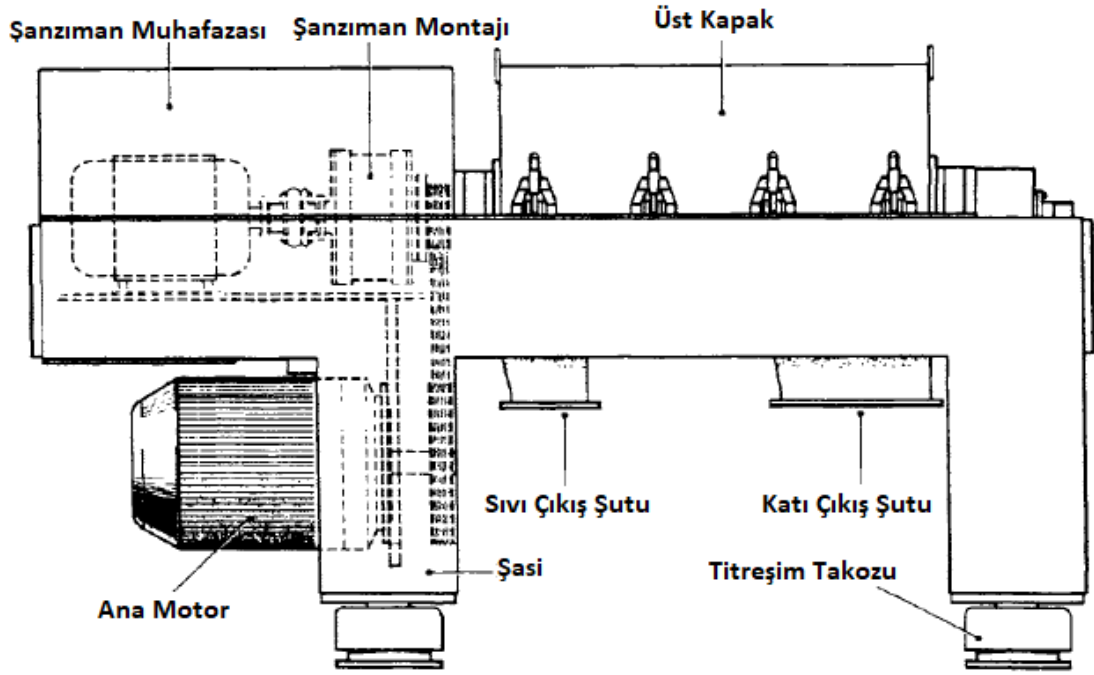 Şanzıman Muhafazası
Şanzıman Montajı
Üst Kapak
Sıvı Çıkış Şutu
Katı Çıkış Şutu
Şasi
Titreşim Takozu
Ana Motor